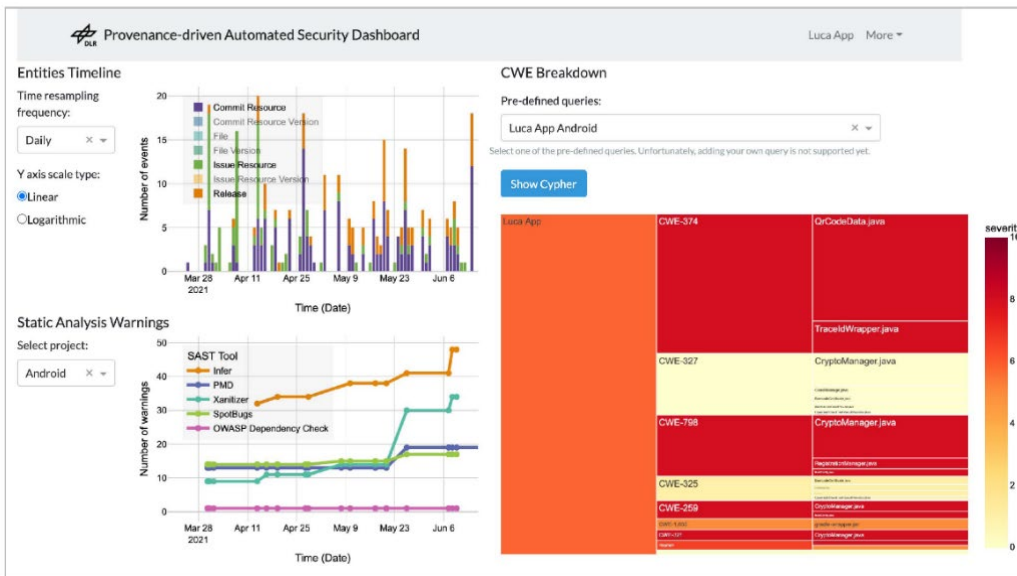 DLR
Provenance-driven Automated Security Dashboard
Luca App
More
Entities Timeline
Time resampling
frequency:
Daily
Y axis scale type:
Linear
Logarithmic
Number of events
20
15
10
5
0
Commit Resource
Commit Resource Version
File
File Version
Issue Resource
Issue Resource Version
Release
Mar 28
2021
Apr 11
Apr 25
May 9
May 23
Jun 6
Time (Date)
Static Analysis Warnings
Select project:
Android
Number of warnings
50
40
30
20
10
0
SAST Tool
Infer
PMD
Xanitizer
SpotBugs
OWASP Dependency Check
Mar 28
2021
Apr 11
Apr 25
May 9
May 23
Jun 6
Time (Date)
CWE Breakdown
Pre-defined queries:
Luca App Android
Select one of the pre-defined queries. Unfortunately, adding your own query is not supported yet.
Show Cypher
Luca App
CWE-374
QrCodeData.java
TraceIdWrapper.java
CWE-327
CryptoManager.java
CWE-798
CryptoManager.java
RegistrationManager.java
CWE-325
CWE-259
CryptoManager.java
gradle-wrapper.jar
CryptoManager.java
severit
10
8
6
4
2
0